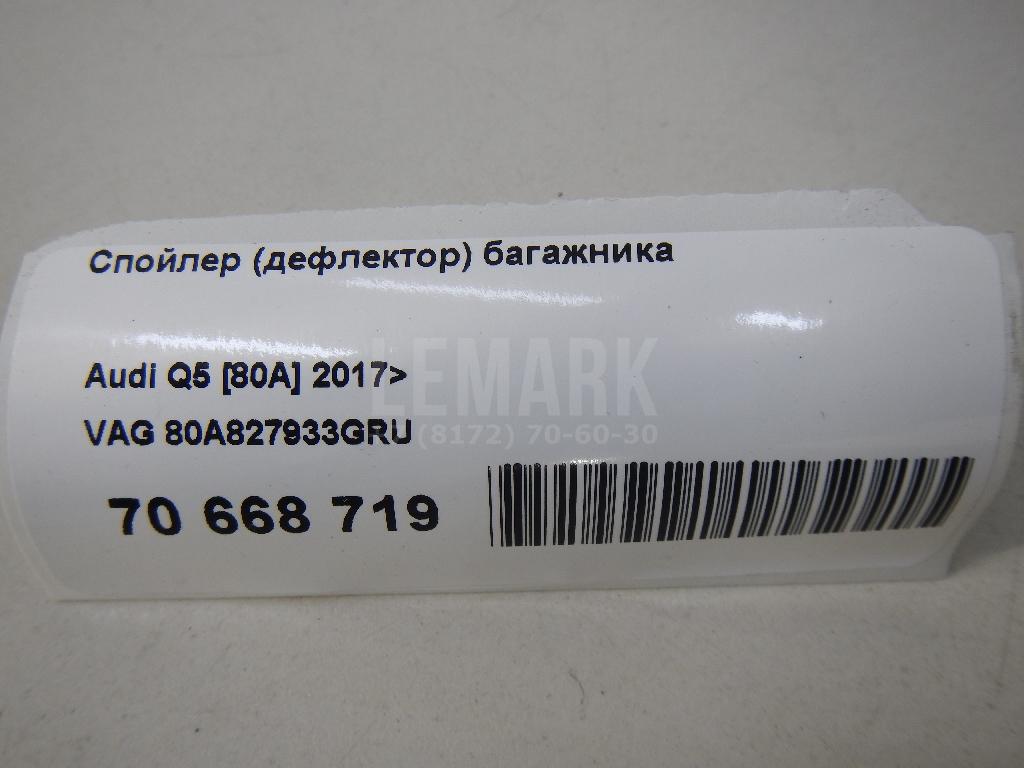 Спойлер (дефлектор) багажника
Audi Q5 [80A] 2017>
LEMARK
VAG 80A827933GRU
(8172) 70-60-30
70 668 719